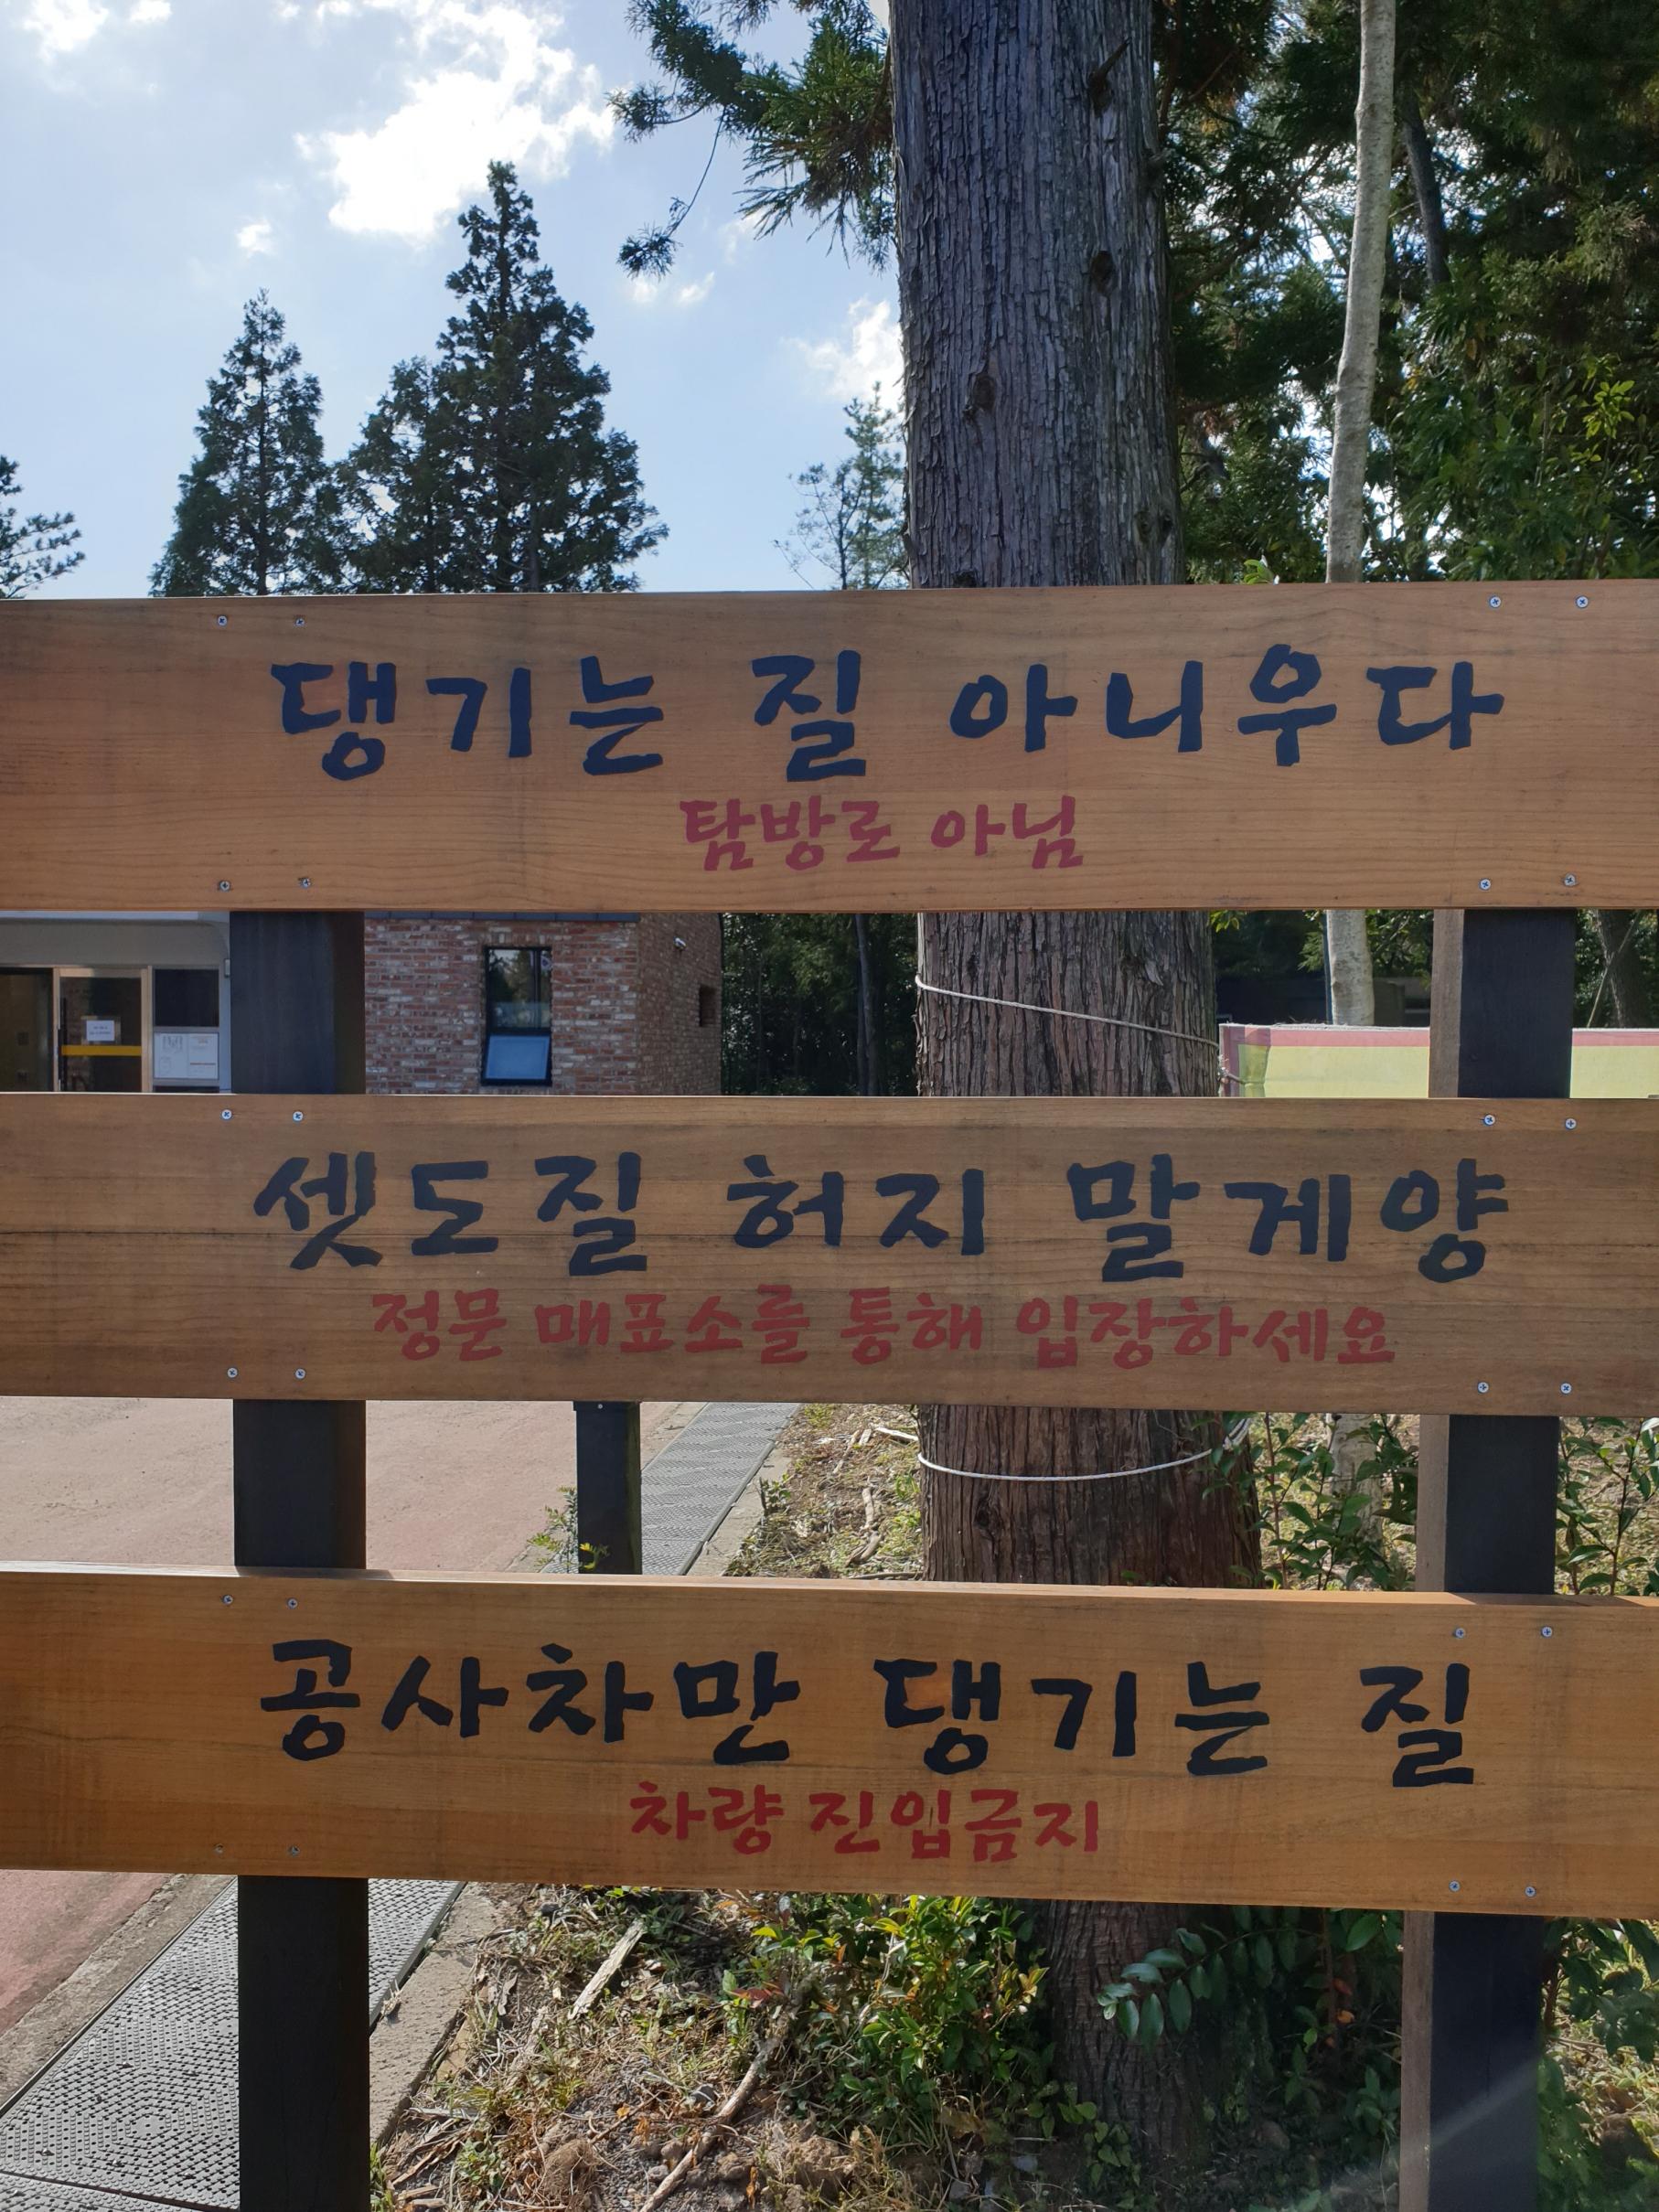 댕기는 질 아니우다
탐방로 아님
셋도질 허지 말게양
정문 매표소를 통해 입장하세요
공사차만 댕기는 질
차량 진입금지